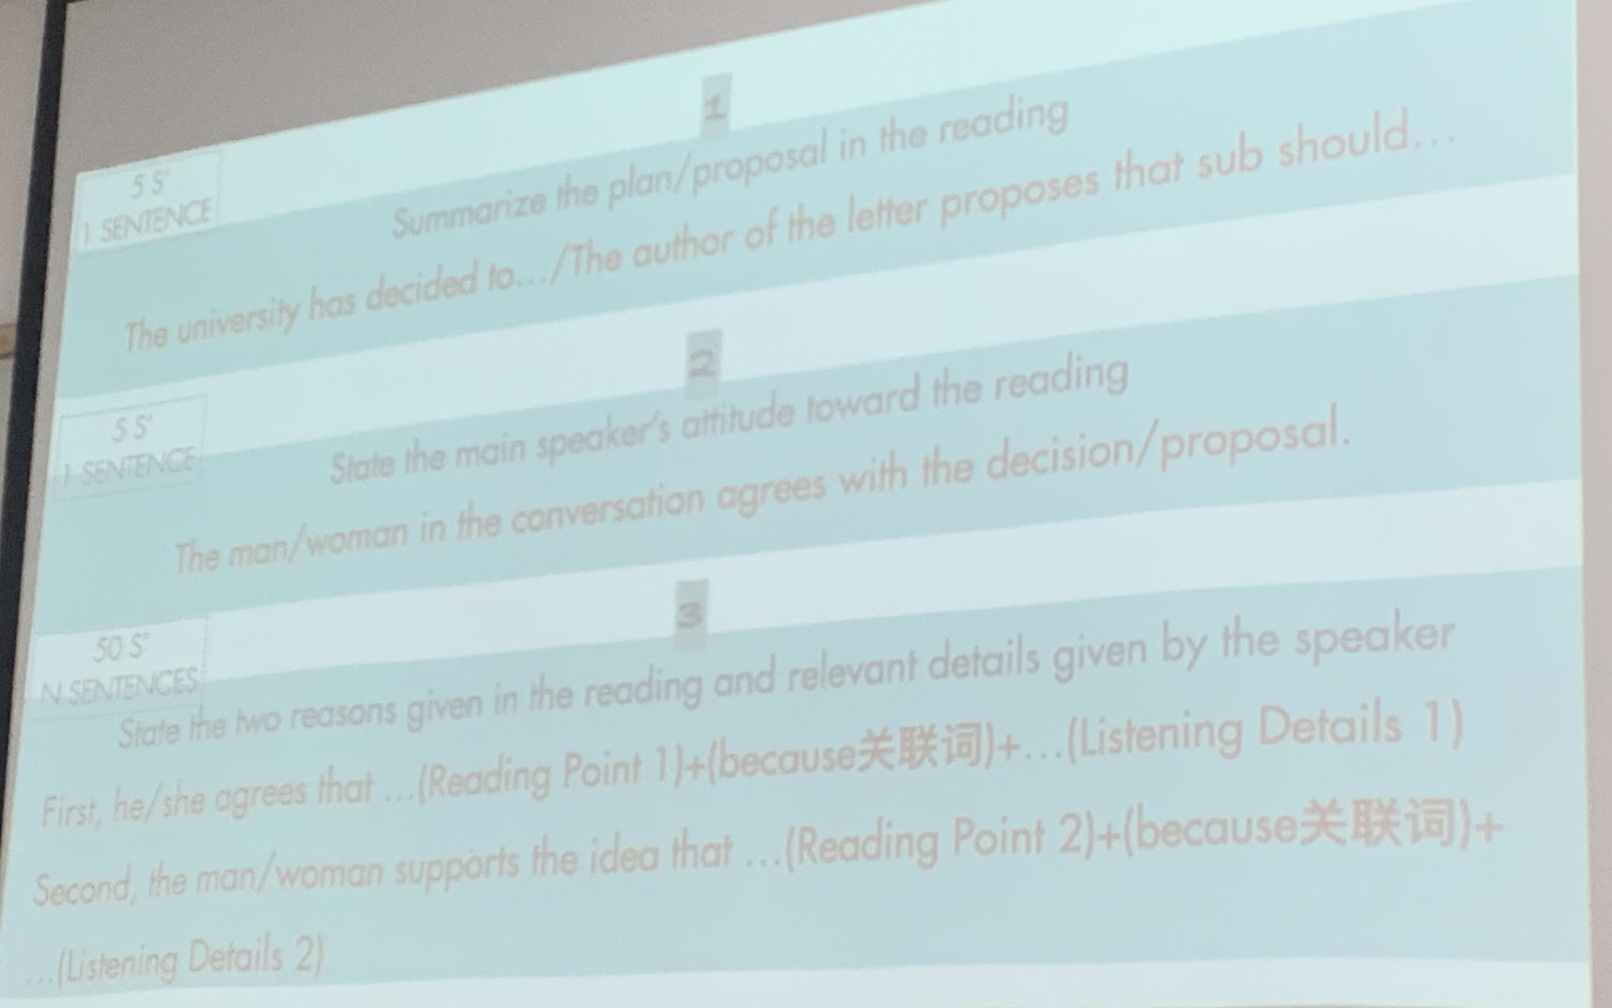 1
5 S'
1 SENTENCE
Summarize the plan/proposal in the reading
The university has decided to.../The author of the letter proposes that sub should...
2
5 S'
1 SENTENCE
State the main speaker's attitude toward the reading
The man/woman in the conversation agrees with the decision/proposal.
3
50 S'
N SENTENCES
State the two reasons given in the reading and relevant details given by the speaker
First, he/she agrees that ...(Reading Point 1)+(because关联词)+...(Listening Details 1)
Second, the man/woman supports the idea that ...(Reading Point 2)+(because关联词)+
...(Listening Details 2)